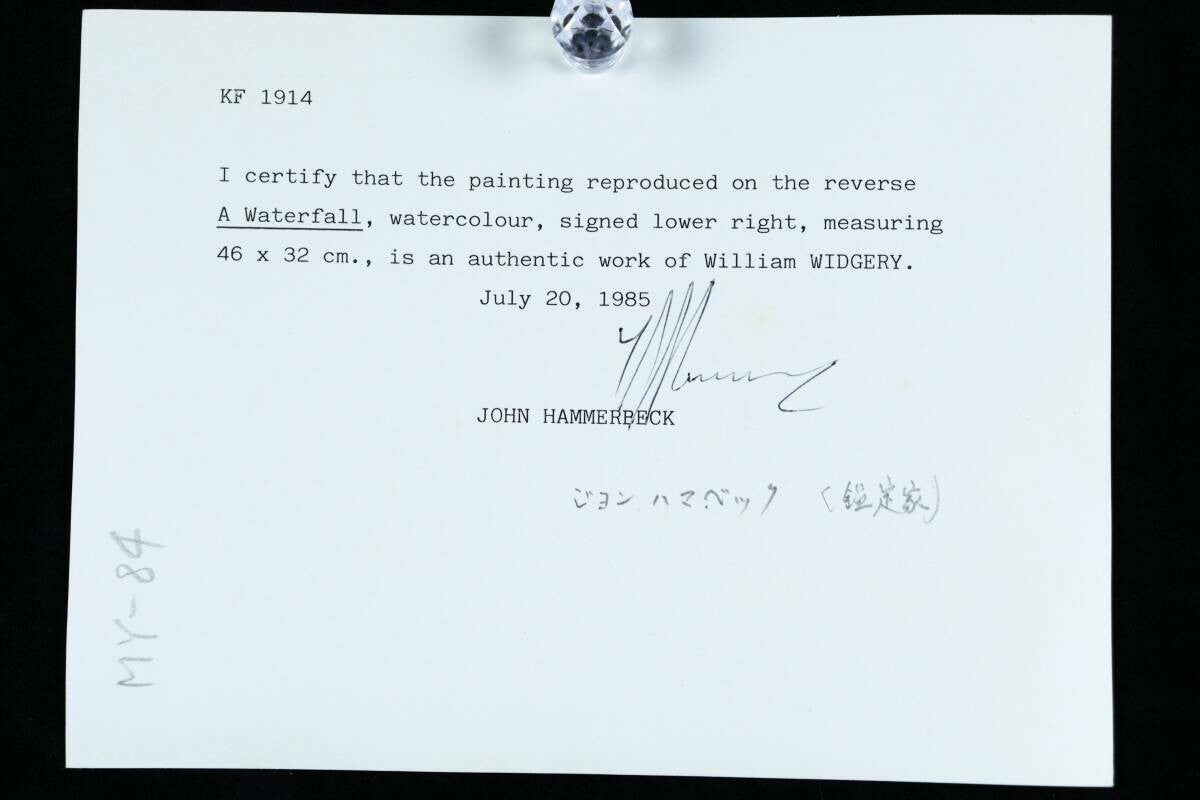 KF 1914
I certify that the painting reproduced on the reverse
A Waterfall, watercolour, signed lower right, measuring
46 x 32 cm., is an authentic work of William WIDGERY.
July 20, 1985
JOHN HAMMERBECK
ジョン ハマベック (鑑定家)
MY-84